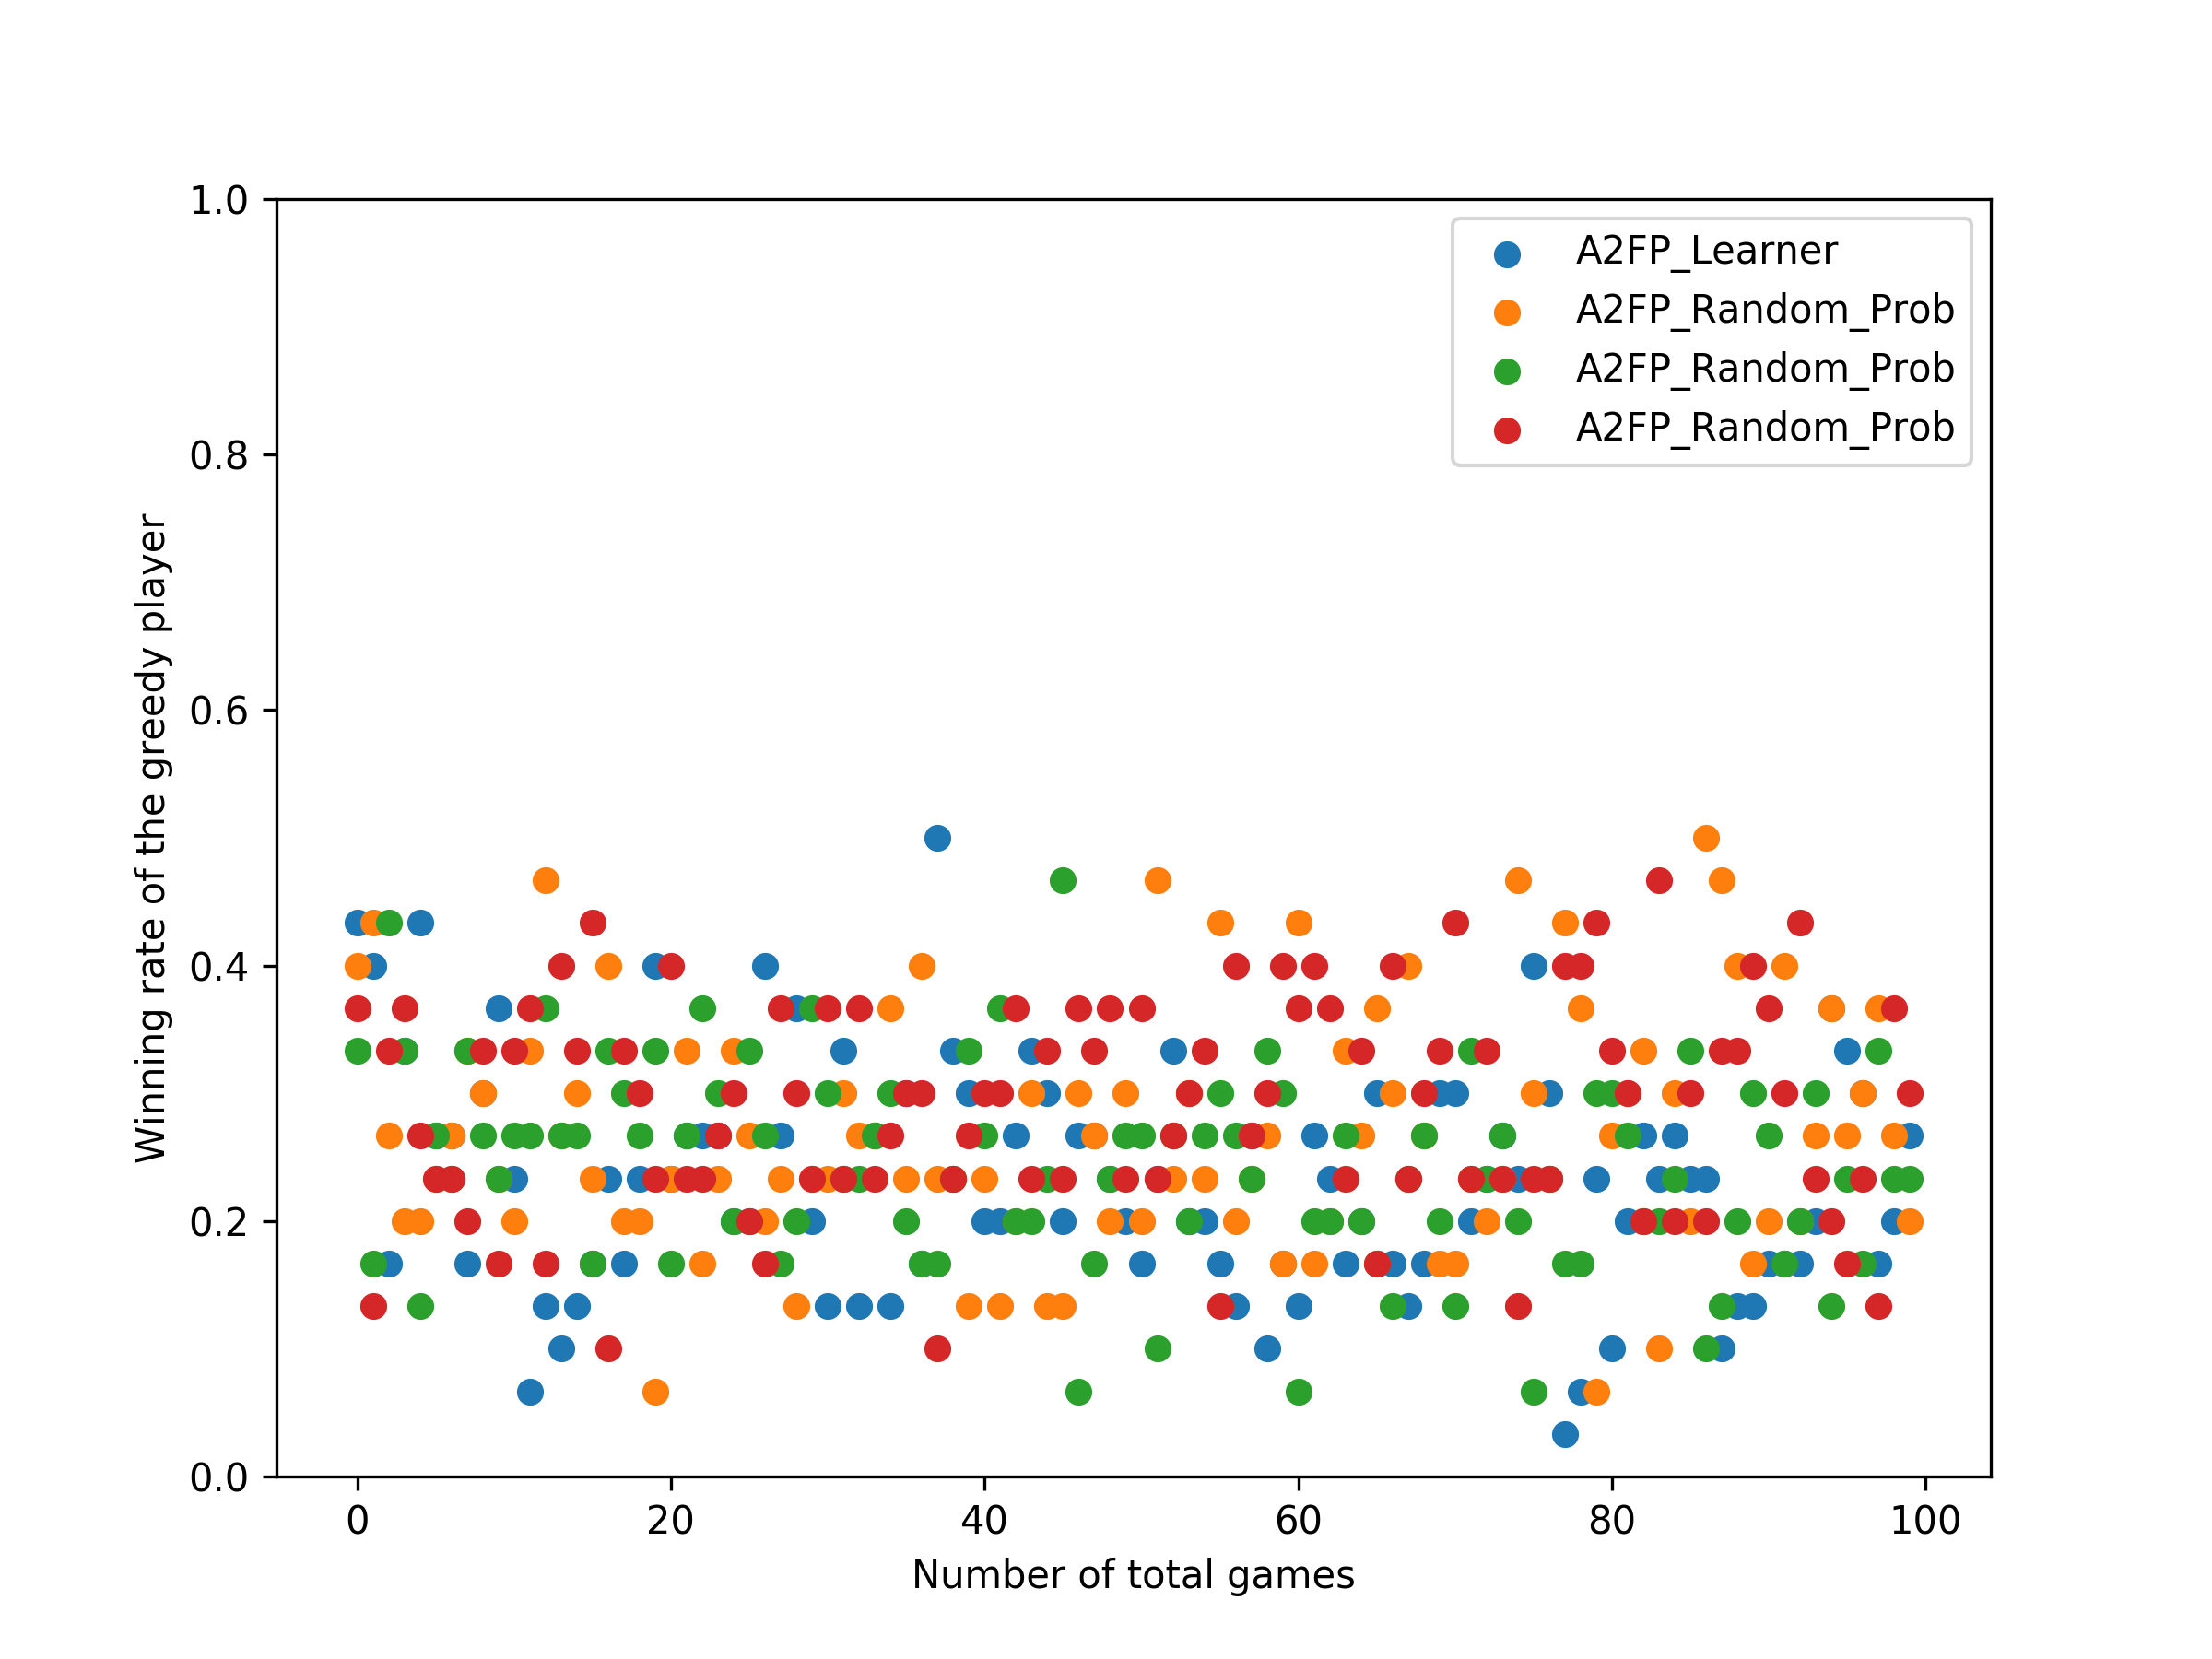 1.0
0.8
0.6
0.4
0.2
0.0
Winning rate of the greedy player
A2FP_Learner
A2FP_Random_Prob
A2FP_Random_Prob
A2FP_Random_Prob
0 20 40 60 80 100
Number of total games